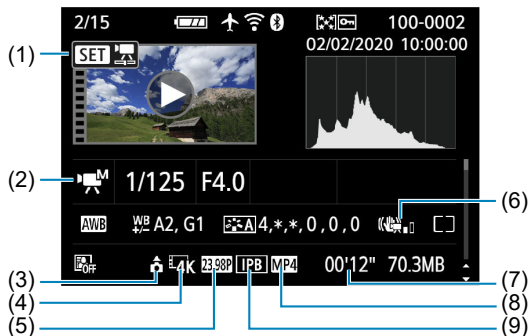 2/15 100-0002
(1) SET 02/02/2020 10:00:00
(2) M 1/125 F4.0
(6)
AWB WB +/- A2, G1 A 4,*,*,0,0,0
OFF 4K 23.98P IPB MP4 00'12" 70.3MB
(3)
(4)
(5)
(7)
(8)
(9)